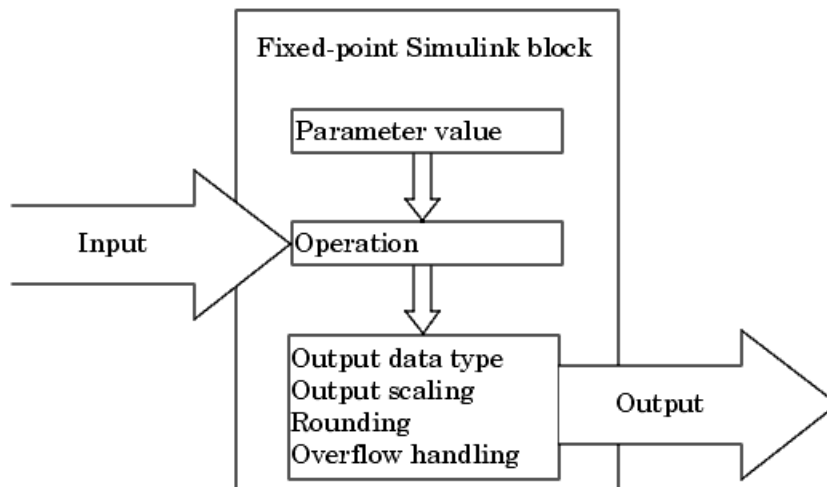 Fixed-point Simulink block
Parameter value
Input
Operation
Output data type
Output scaling
Rounding
Overflow handling
Output